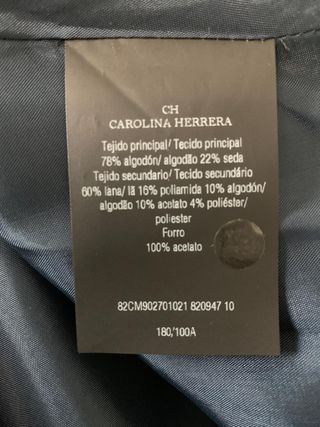 CH
CAROLINA HERRERA
Tejido principal/ Tecido principal
78% algodón/ algodão 22% seda
Tejido secundario/ Tecido secundário
60% lana/ lã 16% poliamida 10% algodón/
algodão 10% acetato 4% poliéster/
poliester
Forro
100% acetato
82CM902701021 820947 10
180/100A